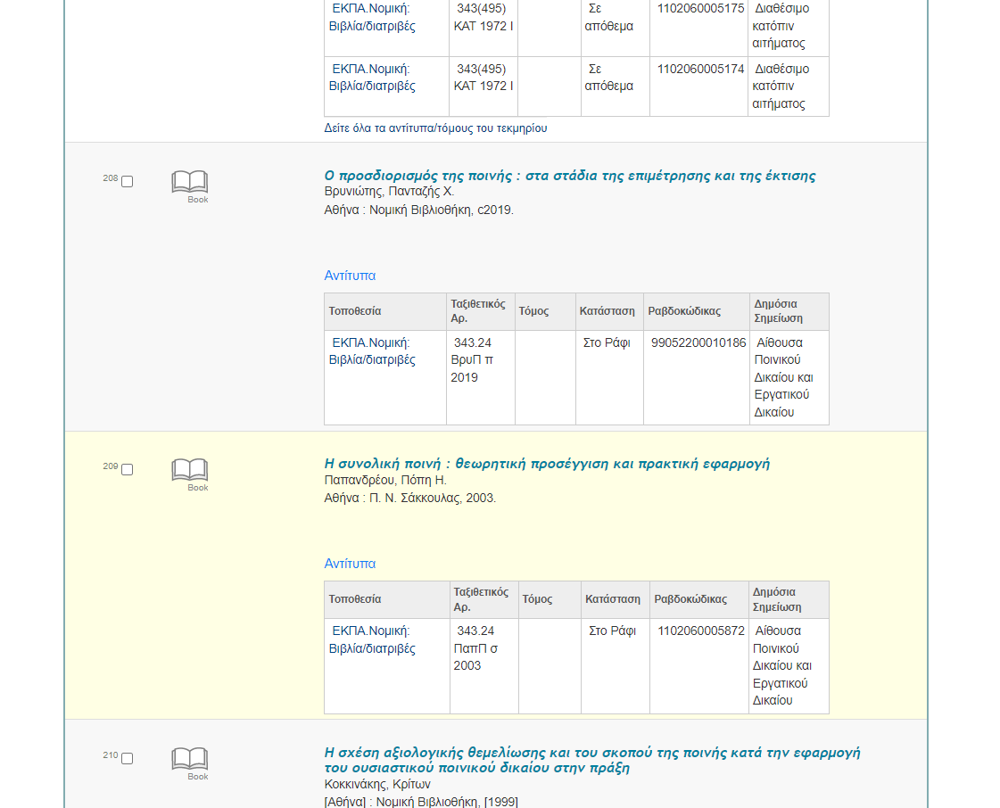 ΕΚΠΑ.Νομική: 343(495) Σε 1102060005175 Διαθέσιμο
Βιβλία/διατριβές ΚΑΤ 1972 Ι απόθεμα κατόπιν
αιτήματος
ΕΚΠΑ.Νομική: 343(495) Σε 1102060005174 Διαθέσιμο
Βιβλία/διατριβές ΚΑΤ 1972 Ι απόθεμα κατόπιν
αιτήματος
Δείτε όλα τα αντίτυπα/τόμους του τεκμηρίου
208
Book
Ο προσδιορισμός της ποινής : στα στάδια της επιμέτρησης και της έκτισης
Βρυνιώτης, Πανταζής Χ.
Αθήνα : Νομική Βιβλιοθήκη, c2019.
Αντίτυπα
Τοποθεσία Ταξιθετικός Αρ. Τόμος Κατάσταση Ραβδοκώδικας Δημόσια Σημείωση
ΕΚΠΑ.Νομική: 343.24 Στο Ράφι 99052200010186 Αίθουσα
Βιβλία/διατριβές ΒρυΠ π Ποινικού
2019 Δικαίου και
Εργατικού
Δικαίου
209
Book
Η συνολική ποινή : θεωρητική προσέγγιση και πρακτική εφαρμογή
Παπανδρέου, Πόπη Η.
Αθήνα : Π. Ν. Σάκκουλας, 2003.
Αντίτυπα
Τοποθεσία Ταξιθετικός Αρ. Τόμος Κατάσταση Ραβδοκώδικας Δημόσια Σημείωση
ΕΚΠΑ.Νομική: 343.24 Στο Ράφι 1102060005872 Αίθουσα
Βιβλία/διατριβές ΠαπΠ σ Ποινικού
2003 Δικαίου και
Εργατικού
Δικαίου
210
Book
Η σχέση αξιολογικής θεμελίωσης και του σκοπού της ποινής κατά την εφαρμογή
του ουσιαστικού ποινικού δικαίου στην πράξη
Κοκκινάκης, Κρίτων
[Αθήνα] : Νομική Βιβλιοθήκη, [1999]